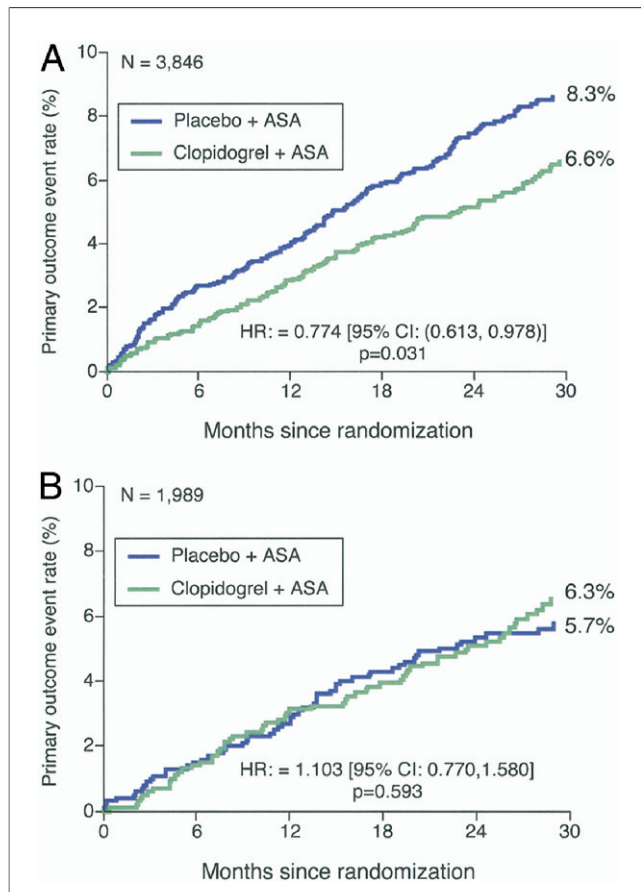 A
Primary outcome event rate (%)
10
8
6
4
2
0
N = 3,846
Placebo + ASA
Clopidogrel + ASA
8.3%
6.6%
HR: = 0.774 [95% CI: (0.613, 0.978)]
p=0.031
0 6 12 18 24 30
Months since randomization
B
Primary outcome event rate (%)
10
8
6
4
2
0
N = 1,989
Placebo + ASA
Clopidogrel + ASA
6.3%
5.7%
HR: = 1.103 [95% CI: 0.770,1.580]
p=0.593
0 6 12 18 24 30
Months since randomization